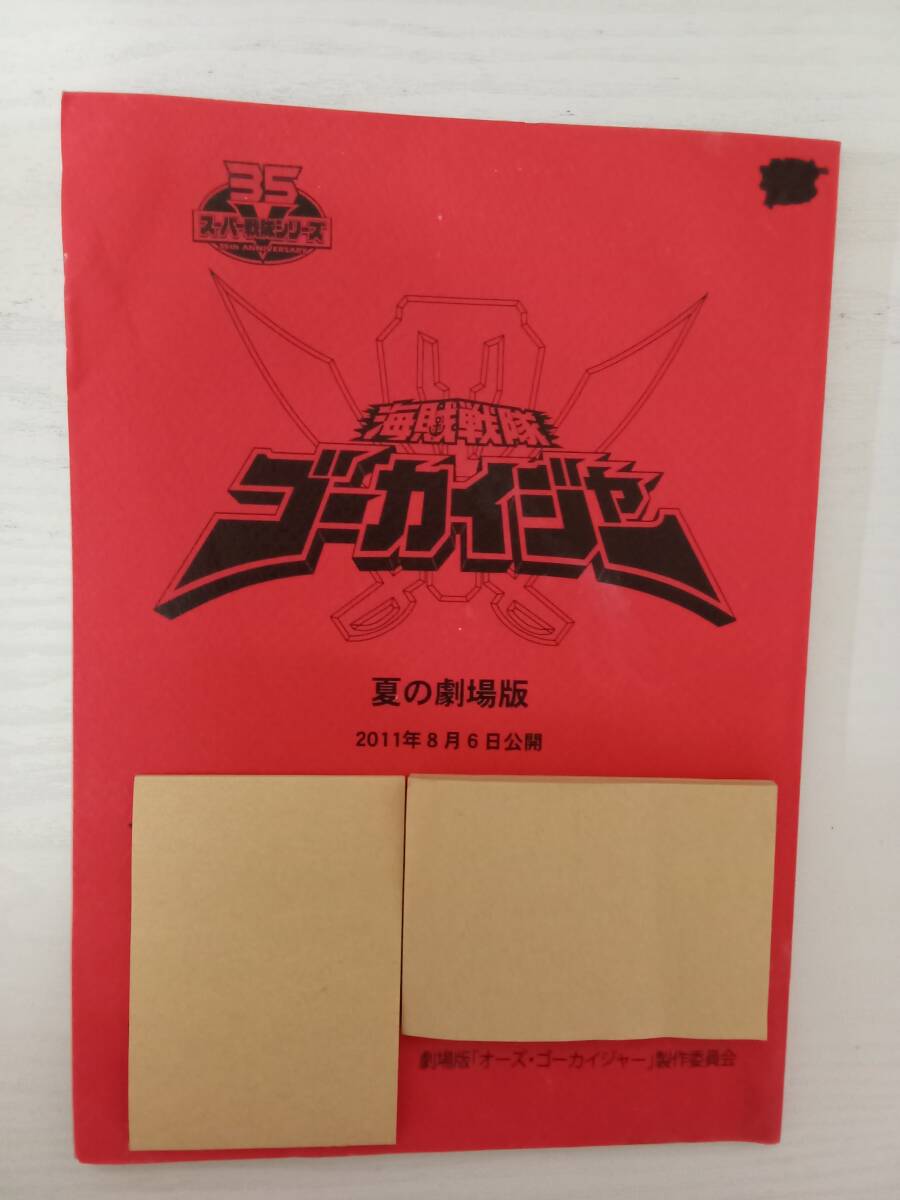 35
スーパー戦隊シリーズ
35th ANNIVERSARY
海賊戦隊
ゴーカイジャー
夏の劇場版
2011年8月6日公開
劇場版「オーズ・ゴーカイジャー」製作委員会